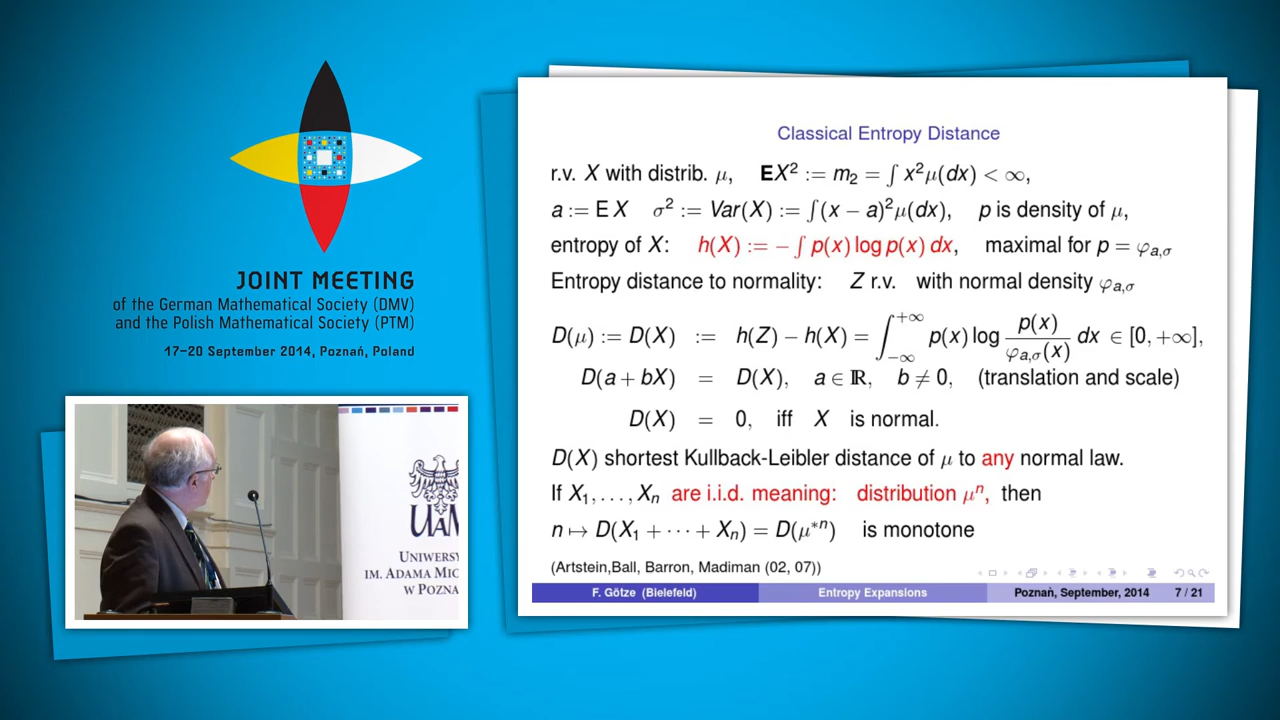 JOINT MEETING
of the German Mathematical Society (DMV)
and the Polish Mathematical Society (PTM)
17–20 September 2014, Poznań, Poland
UAM
UNIWERSY
IM. ADAMA MIC
W POZNA
Classical Entropy Distance
r.v. X with distrib. μ, EX² := m₂ = ∫ x²μ(dx) < ∞,
a := E X σ² := Var(X) := ∫(x − a)²μ(dx), p is density of μ,
entropy of X: h(X) := − ∫ p(x) log p(x) dx, maximal for p = φ_{a,σ}
Entropy distance to normality: Z r.v. with normal density φ_{a,σ}
D(μ) := D(X) := h(Z) − h(X) = ∫_{−∞}^{+∞} p(x) log p(x)/φ_{a,σ}(x) dx ∈ [0, +∞],
D(a + bX) = D(X), a ∈ ℝ, b ≠ 0, (translation and scale)
D(X) = 0, iff X is normal.
D(X) shortest Kullback-Leibler distance of μ to any normal law.
If X₁, . . . , Xₙ are i.i.d. meaning: distribution μⁿ, then
n ↦ D(X₁ + · · · + Xₙ) = D(μ*ⁿ) is monotone
(Artstein,Ball, Barron, Madiman (02, 07))
F. Götze (Bielefeld) Entropy Expansions Poznań, September, 2014 7 / 21